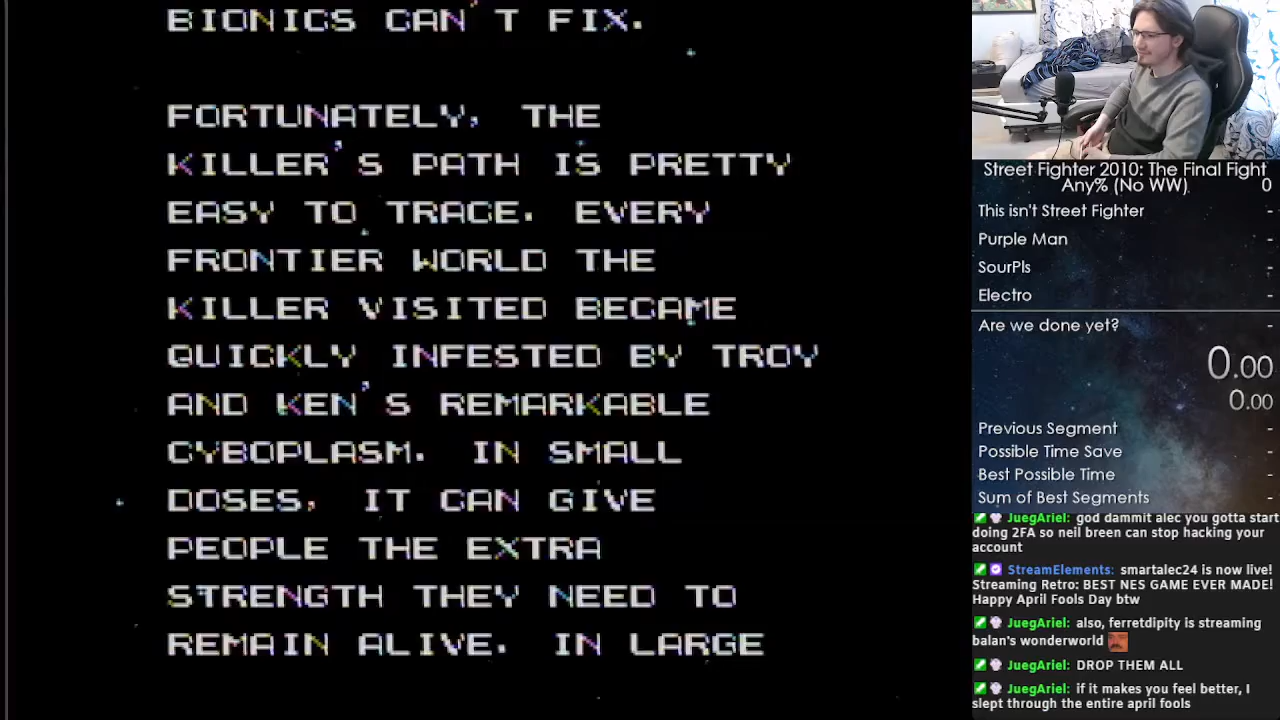 BIONICS CAN'T FIX.
FORTUNATELY, THE
KILLER'S PATH IS PRETTY
EASY TO TRACE. EVERY
FRONTIER WORLD THE
KILLER VISITED BECAME
QUICKLY INFESTED BY TROY
AND KEN'S REMARKABLE
CYBOPLASM. IN SMALL
DOSES, IT CAN GIVE
PEOPLE THE EXTRA
STRENGTH THEY NEED TO
REMAIN ALIVE. IN LARGE
Street Fighter 2010: The Final Fight
Any% (No WW) 0
This isn't Street Fighter -
Purple Man -
SourPls -
Electro -
Are we done yet? -
0.00
0.00
Previous Segment -
Possible Time Save -
Best Possible Time -
Sum of Best Segments -
JuegAriel: god dammit alec you gotta start
doing 2FA so neil breen can stop hacking your
account
StreamElements: smartalec24 is now live!
Streaming Retro: BEST NES GAME EVER MADE!
Happy April Fools Day btw
JuegAriel: also, ferretdipity is streaming
balan's wonderworld
JuegAriel: DROP THEM ALL
JuegAriel: if it makes you feel better, I
slept through the entire april fools